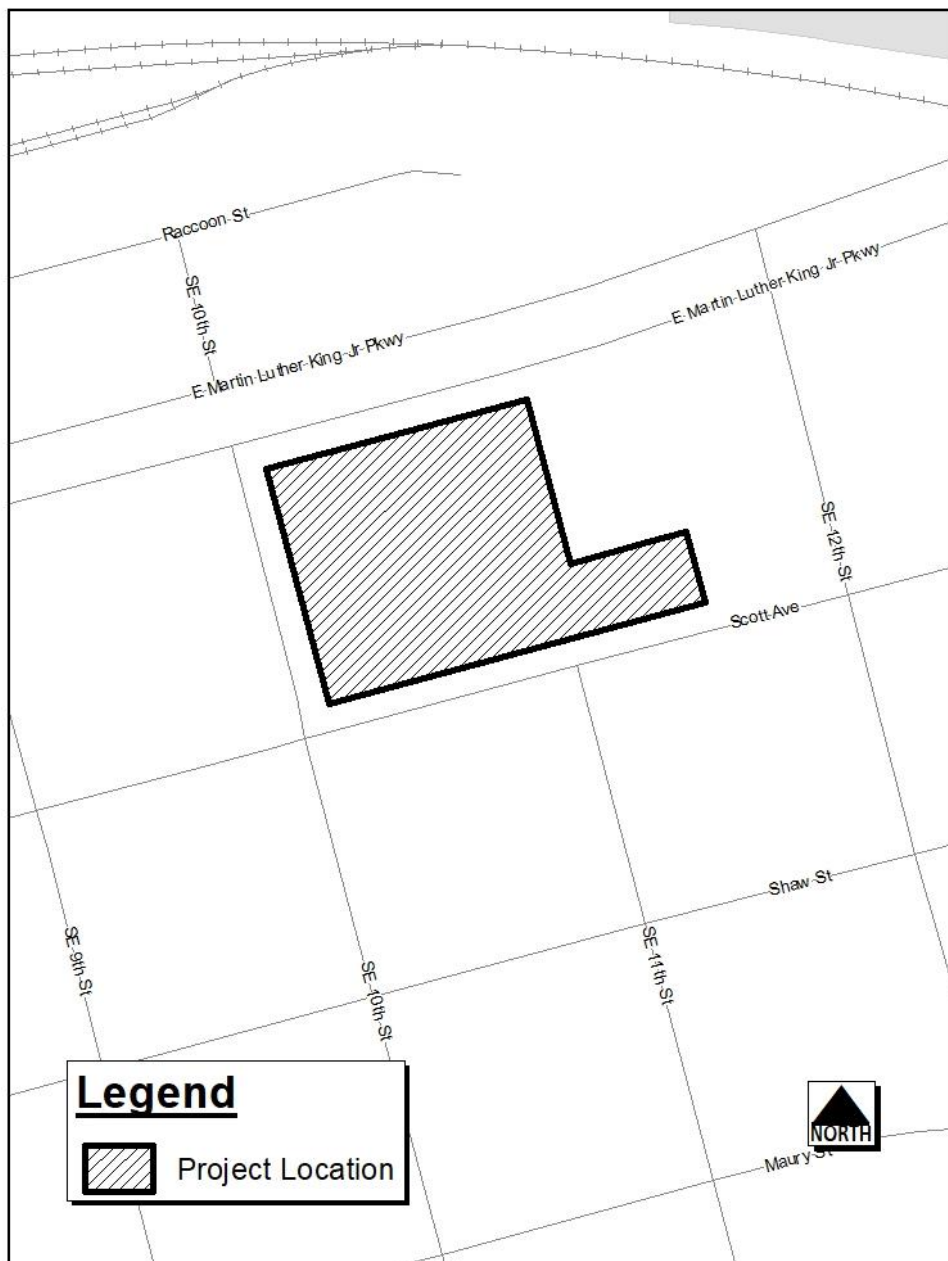 Raccoon St
SE 10th St
E Martin Luther King Jr Pkwy
E Martin Luther King Jr Pkwy
SE 12th St
Scott Ave
Shaw St
SE 9th St
SE 10th St
SE 11th St
Legend
Project Location
NORTH
Maury St